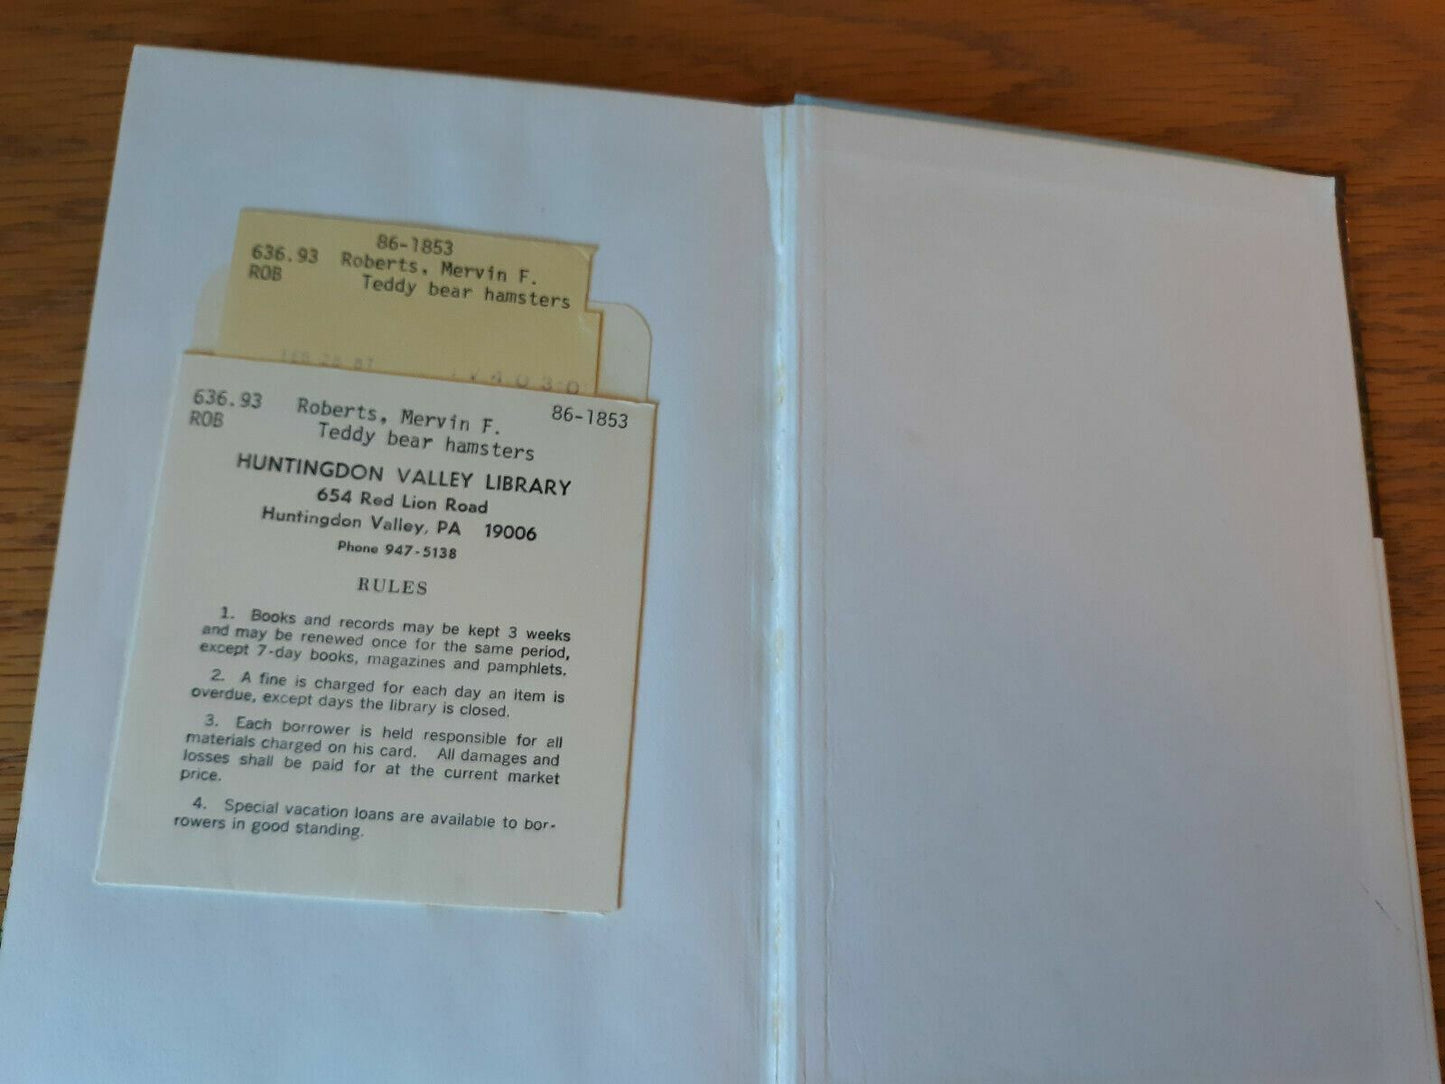 86-1853
636.93 Roberts, Mervin F.
ROB Teddy bear hamsters
636.93 Roberts, Mervin F. 86-1853
ROB Teddy bear hamsters
HUNTINGDON VALLEY LIBRARY
654 Red Lion Road
Huntingdon Valley, PA 19006
Phone 947-5138
RULES
1. Books and records may be kept 3 weeks
and may be renewed once for the same period,
except 7-day books, magazines and pamphlets.
2. A fine is charged for each day an item is
overdue, except days the library is closed.
3. Each borrower is held responsible for all
materials charged on his card. All damages and
losses shall be paid for at the current market
price.
4. Special vacation loans are available to bor-
rowers in good standing.